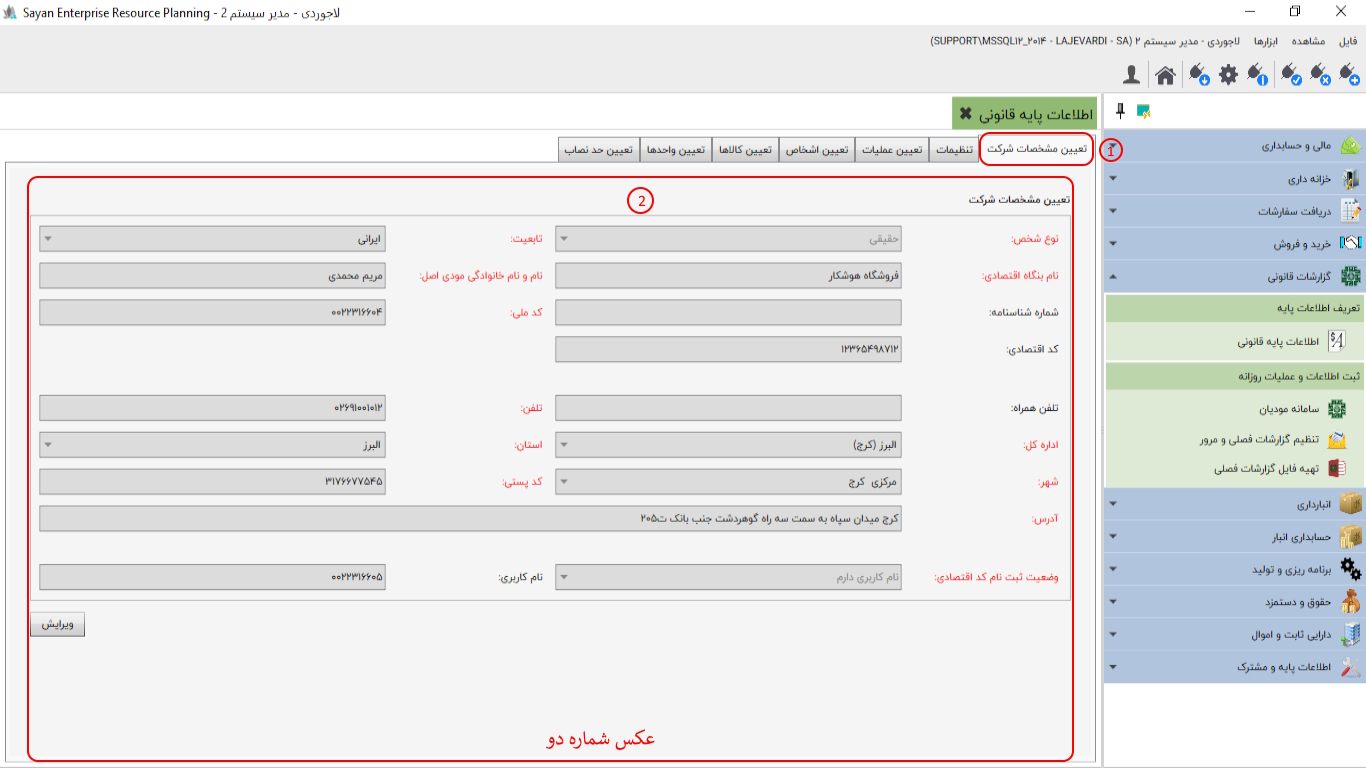 Sayan Enterprise Resource Planning - لاجوردی - مدیر سیستم 2
فایل مشاهده ابزارها لاجوردی - مدیر سیستم ۲ (SUPPORT\MSSQL۱۲_۲۰۱۴ - LAJEVARDI - SA)
اطلاعات پایه قانونی ✖
تعیین مشخصات شرکت تنظیمات تعیین عملیات تعیین اشخاص تعیین کالاها تعیین واحدها تعیین حد نصاب
1
2
تعیین مشخصات شرکت
نوع شخص: حقیقی تابعیت: ایرانی
نام بنگاه اقتصادی: فروشگاه هوشکار نام و نام خانوادگی مودی اصل: مریم محمدی
شماره شناسنامه: کد ملی: ۰۰۲۲۳۱۶۶۰۴
کد اقتصادی: ۱۲۳۶۵۴۹۸۷۱۲
تلفن همراه: تلفن: ۰۲۶۹۱۰۰۱۰۱۲
اداره کل: البرز (کرج) استان: البرز
شهر: مرکزی کرج کد پستی: ۳۱۷۶۶۷۷۵۴۵
آدرس: کرج میدان سپاه به سمت سه راه گوهردشت جنب بانک ت۲۰۵
وضعیت ثبت نام کد اقتصادی: نام کاربری دارم نام کاربری: ۰۰۲۲۳۱۶۶۰۵
ویرایش
عکس شماره دو
مالی و حسابداری
خزانه داری
دریافت سفارشات
خرید و فروش
گزارشات قانونی
تعریف اطلاعات پایه
اطلاعات پایه قانونی
ثبت اطلاعات و عملیات روزانه
سامانه مودیان
تنظیم گزارشات فصلی و مرور
تهیه فایل گزارشات فصلی
انبارداری
حسابداری انبار
برنامه ریزی و تولید
حقوق و دستمزد
دارایی ثابت و اموال
اطلاعات پایه و مشترک